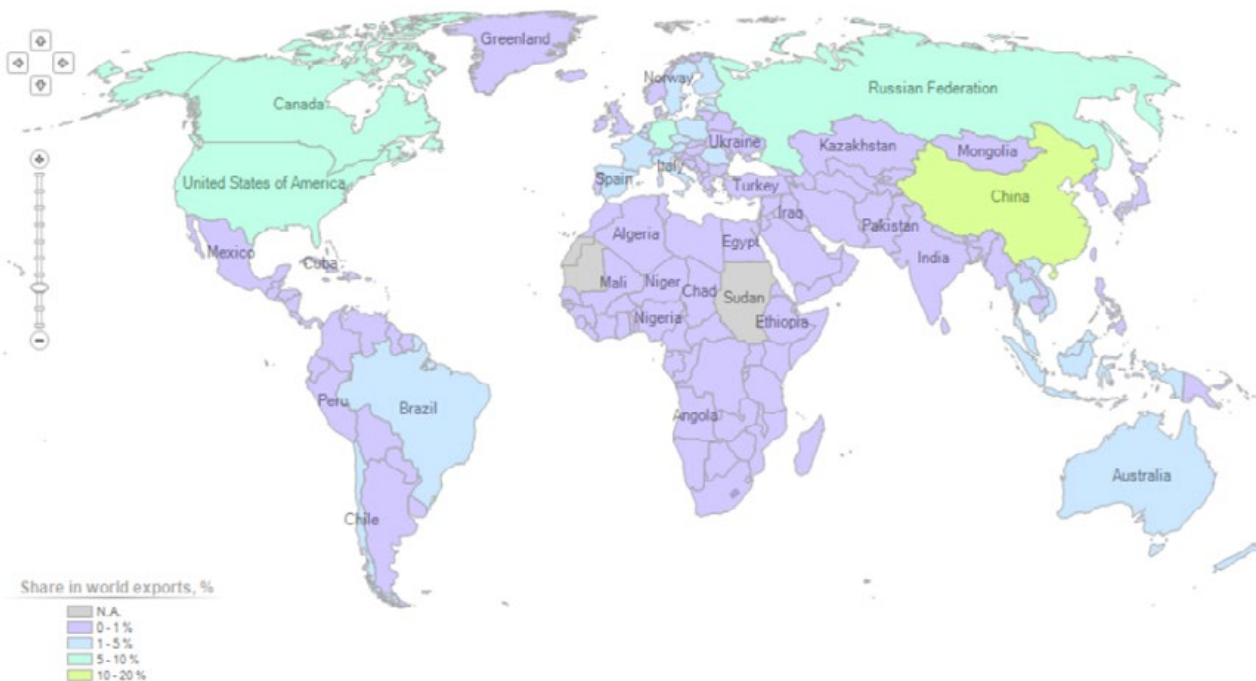 Greenland
Norway
Russian Federation
Canada
Ukraine
Kazakhstan
Mongolia
Italy
United States of America
Spain
Turkey
China
Iraq
Pakistan
Algeria
Egypt
Mexico
India
Cuba
Mali
Niger
Chad
Sudan
Nigeria
Ethiopia
Peru
Brazil
Angola
Australia
Chile
Share in world exports, %
N.A.
0 - 1 %
1 - 5 %
5 - 10 %
10 - 20 %